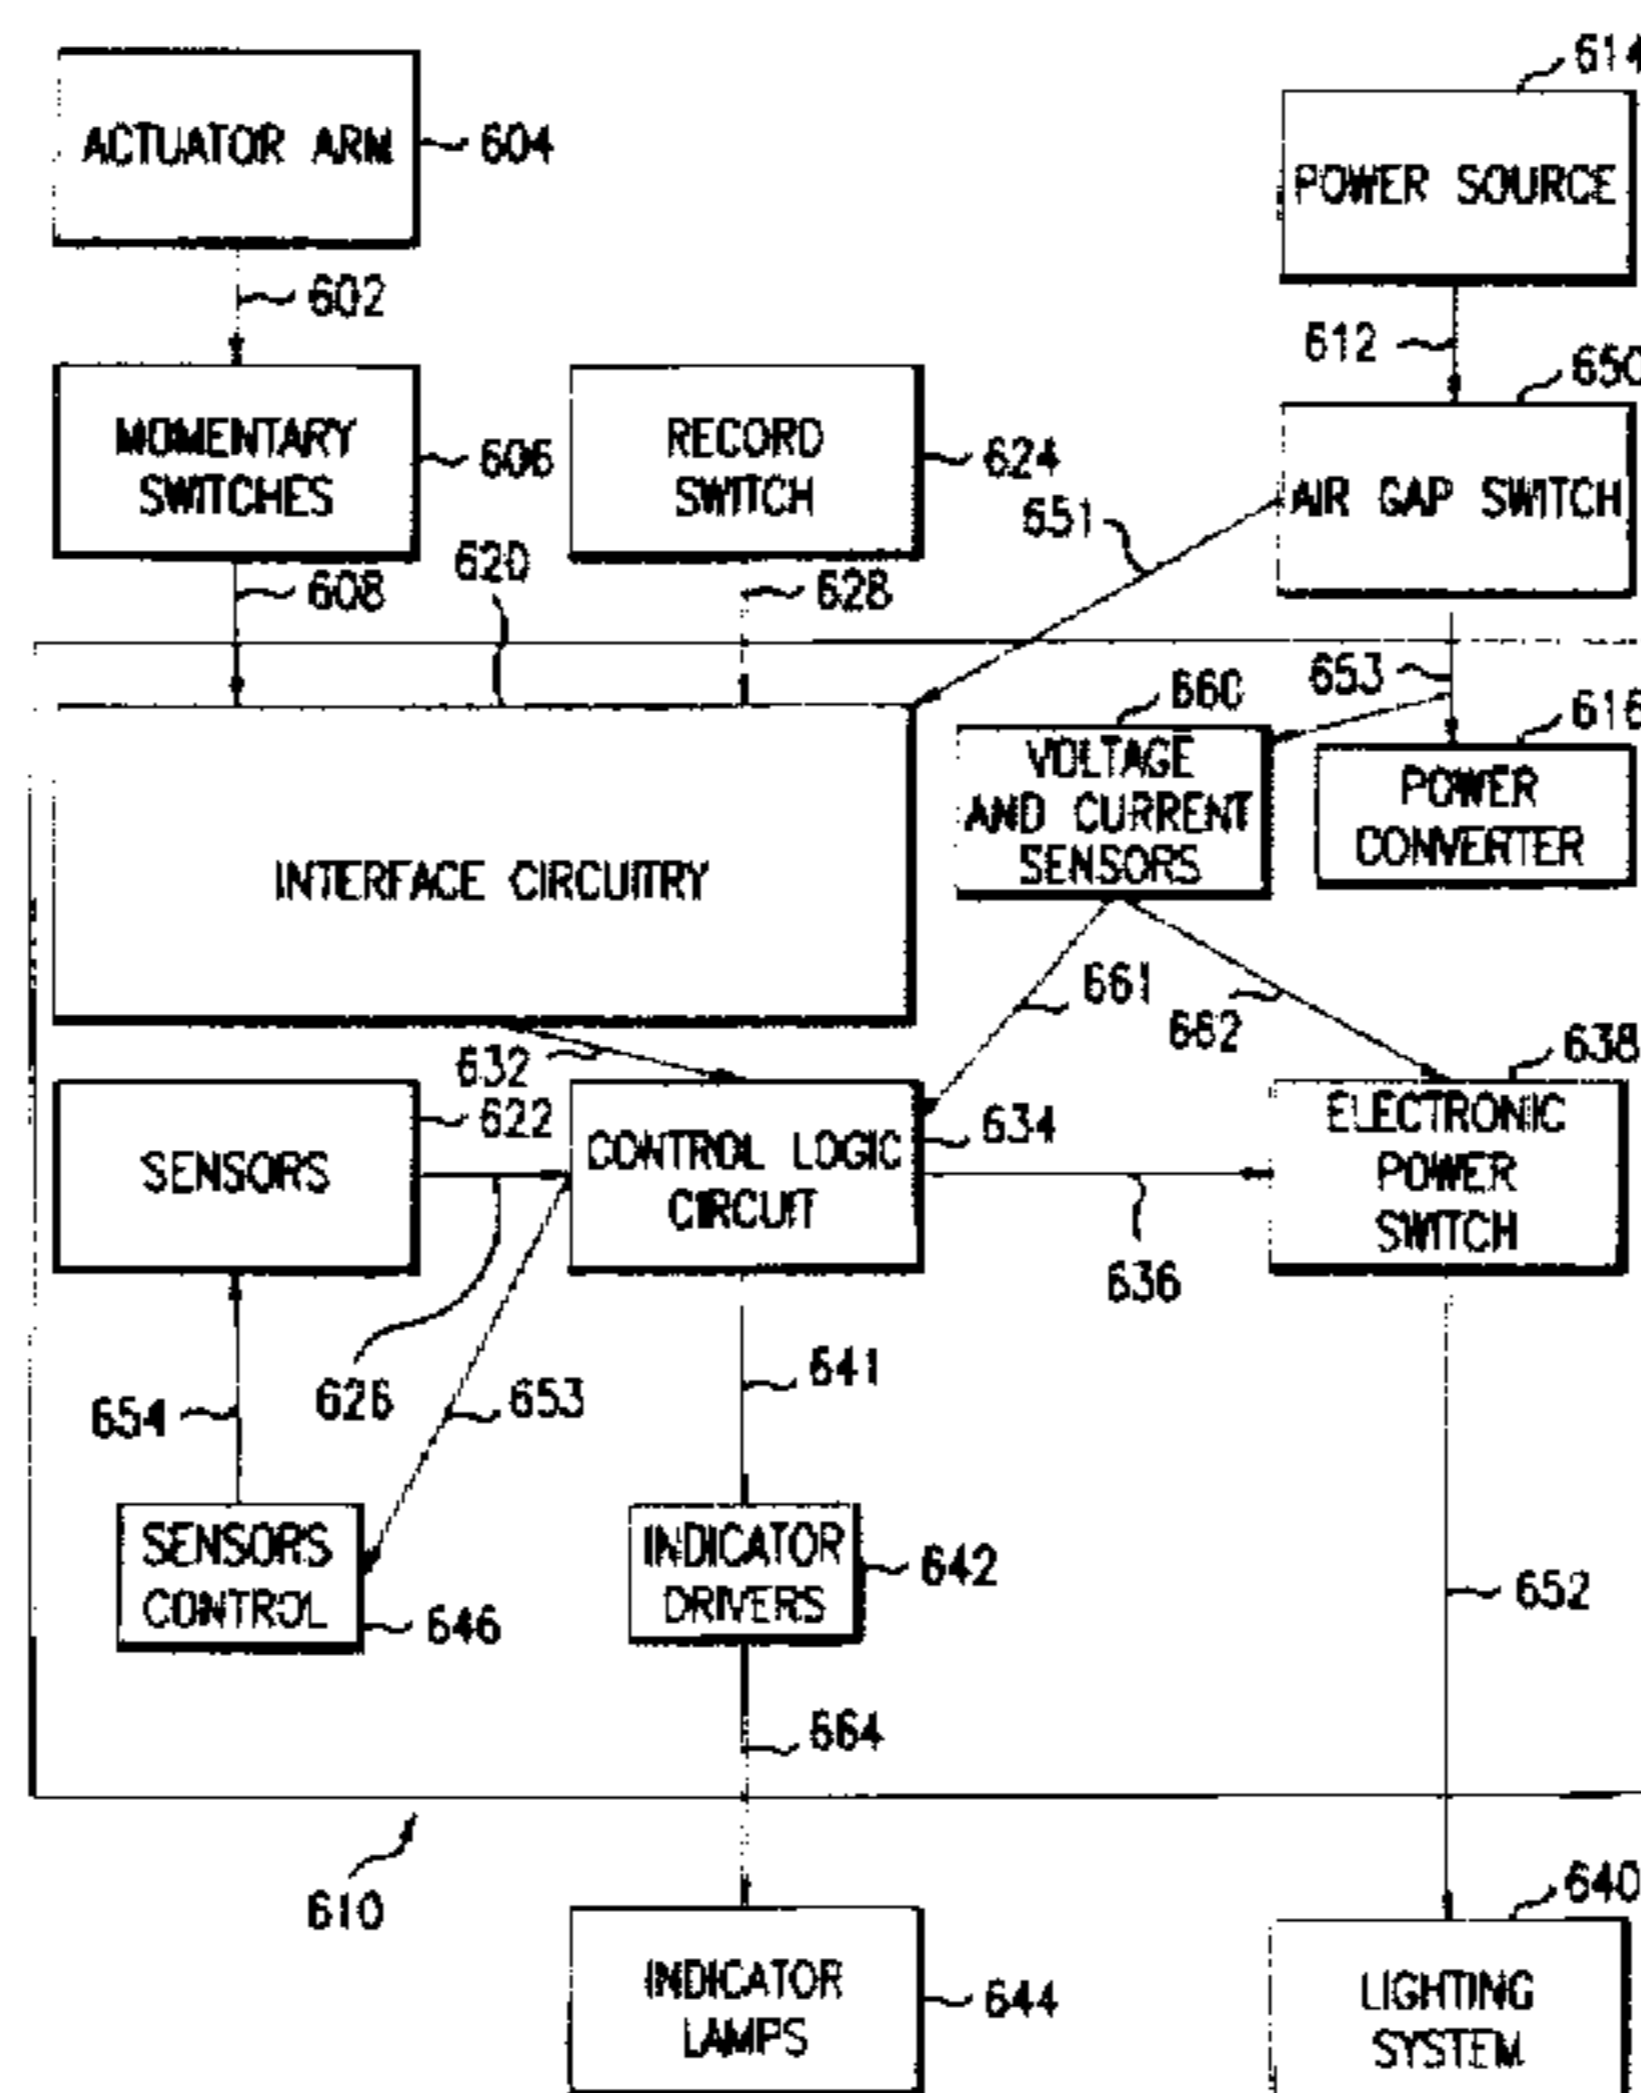 614
ACTUATOR ARM
604
POWER SOURCE
602
612
650
MOMENTARY
SWITCHES
606
RECORD
SWITCH
624
AIR GAP SWITCH
651
620
608
628
653
660
616
VOLTAGE
AND CURRENT
SENSORS
POWER
CONVERTER
INTERFACE CIRCUITRY
661
662
632
638
SENSORS
622
CONTROL LOGIC
CIRCUIT
634
ELECTRONIC
POWER
SWITCH
636
641
626
653
654
SENSORS
CONTROL
646
INDICATOR
DRIVERS
642
652
664
610
640
INDICATOR
LAMPS
644
LIGHTING
SYSTEM